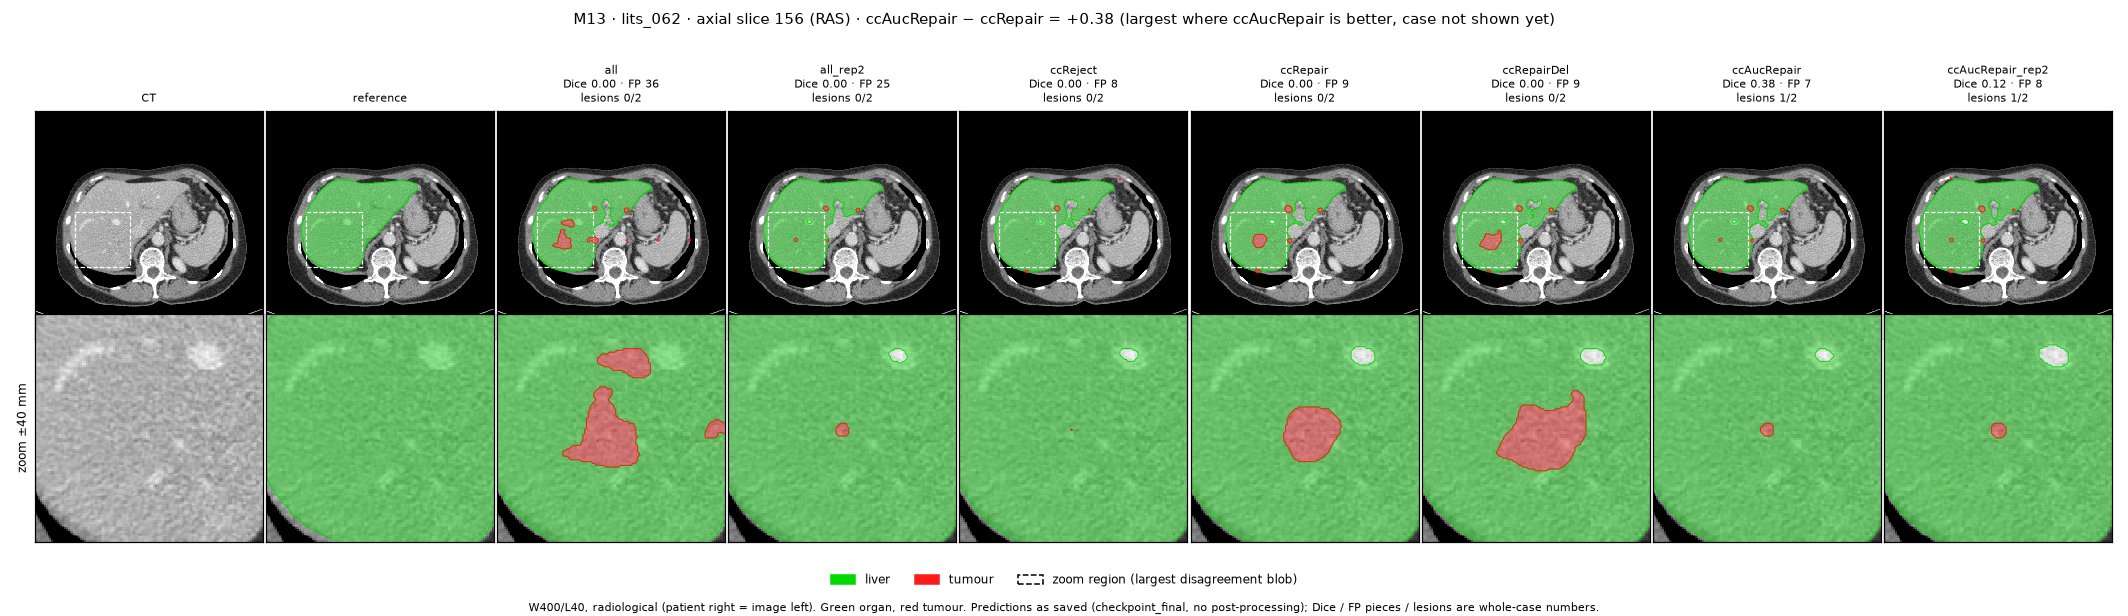 M13 · lits_062 · axial slice 156 (RAS) · ccAucRepair − ccRepair = +0.38 (largest where ccAucRepair is better, case not shown yet)
CT
reference
all
Dice 0.00 · FP 36
lesions 0/2
all_rep2
Dice 0.00 · FP 25
lesions 0/2
ccReject
Dice 0.00 · FP 8
lesions 0/2
ccRepair
Dice 0.00 · FP 9
lesions 0/2
ccRepairDel
Dice 0.00 · FP 9
lesions 0/2
ccAucRepair
Dice 0.38 · FP 7
lesions 1/2
ccAucRepair_rep2
Dice 0.12 · FP 8
lesions 1/2
zoom ±40 mm
liver
tumour
zoom region (largest disagreement blob)
W400/L40, radiological (patient right = image left). Green organ, red tumour. Predictions as saved (checkpoint_final, no post-processing); Dice / FP pieces / lesions are whole-case numbers.